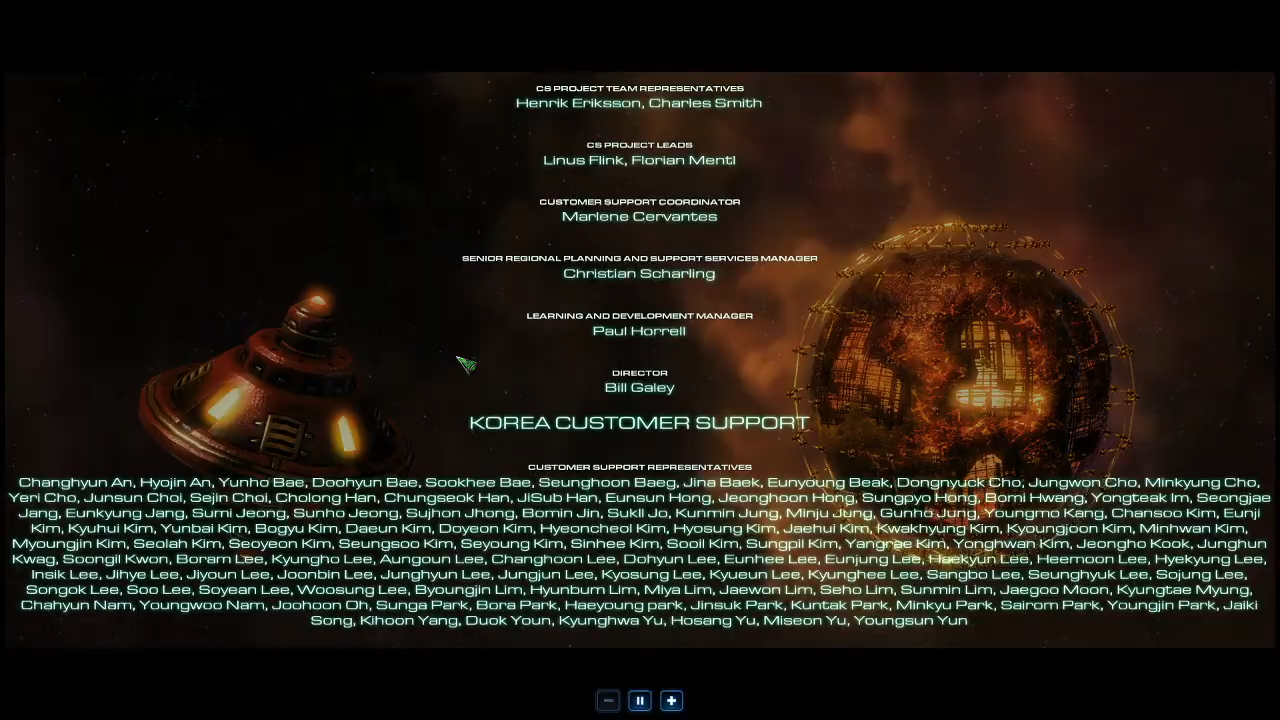 CS PROJECT TEAM REPRESENTATIVES
Henrik Eriksson, Charles Smith
CS PROJECT LEADS
Linus Flink, Florian Mentl
CUSTOMER SUPPORT COORDINATOR
Marlene Cervantes
SENIOR REGIONAL PLANNING AND SUPPORT SERVICES MANAGER
Christian Scharling
LEARNING AND DEVELOPMENT MANAGER
Paul Horrell
DIRECTOR
Bill Galey
KOREA CUSTOMER SUPPORT
CUSTOMER SUPPORT REPRESENTATIVES
Changhyun An, Hyojin An, Yunho Bae, Doohyun Bae, Sookhee Bae, Seunghoon Baeg, Jina Baek, Eunyoung Beak, Dongnyuck Cho, Jungwon Cho, Minkyung Cho,
Yeri Cho, Junsun Choi, Sejin Choi, Cholong Han, Chungseok Han, JiSub Han, Eunsun Hong, Jeonghoon Hong, Sungpyo Hong, Bomi Hwang, Yongteak Im, Seongjae
Jang, Eunkyung Jang, Sumi Jeong, Sunho Jeong, Sujhon Jhong, Bomin Jin, SukIl Jo, Kunmin Jung, Minju Jung, Gunho Jung, Youngmo Kang, Chansoo Kim, Eunji
Kim, Kyuhui Kim, Yunbai Kim, Bogyu Kim, Daeun Kim, Doyeon Kim, Hyeoncheol Kim, Hyosung Kim, Jaehui Kim, Kwakhyung Kim, Kyoungjoon Kim, Minhwan Kim,
Myoungjin Kim, Seolah Kim, Seoyeon Kim, Seungsoo Kim, Seyoung Kim, Sinhee Kim, Sooil Kim, Sungpil Kim, Yangrae Kim, Yonghwan Kim, Jeongho Kook, Junghun
Kwag, Soongil Kwon, Boram Lee, Kyungho Lee, Aungoun Lee, Changhoon Lee, Dohyun Lee, Eunhee Lee, Eunjung Lee, Haekyun Lee, Heemoon Lee, Hyekyung Lee,
Insik Lee, Jihye Lee, Jiyoun Lee, Joonbin Lee, Junghyun Lee, Jungjun Lee, Kyosung Lee, Kyueun Lee, Kyunghee Lee, Sangbo Lee, Seunghyuk Lee, Sojung Lee,
Songok Lee, Soo Lee, Soyean Lee, Woosung Lee, Byoungjin Lim, Hyunbum Lim, Miya Lim, Jaewon Lim, Seho Lim, Sunmin Lim, Jaegoo Moon, Kyungtae Myung,
Chahyun Nam, Youngwoo Nam, Joohoon Oh, Sunga Park, Bora Park, Haeyoung park, Jinsuk Park, Kuntak Park, Minkyu Park, Sairom Park, Youngjin Park, Jaiki
Song, Kihoon Yang, Duok Youn, Kyunghwa Yu, Hosang Yu, Miseon Yu, Youngsun Yun